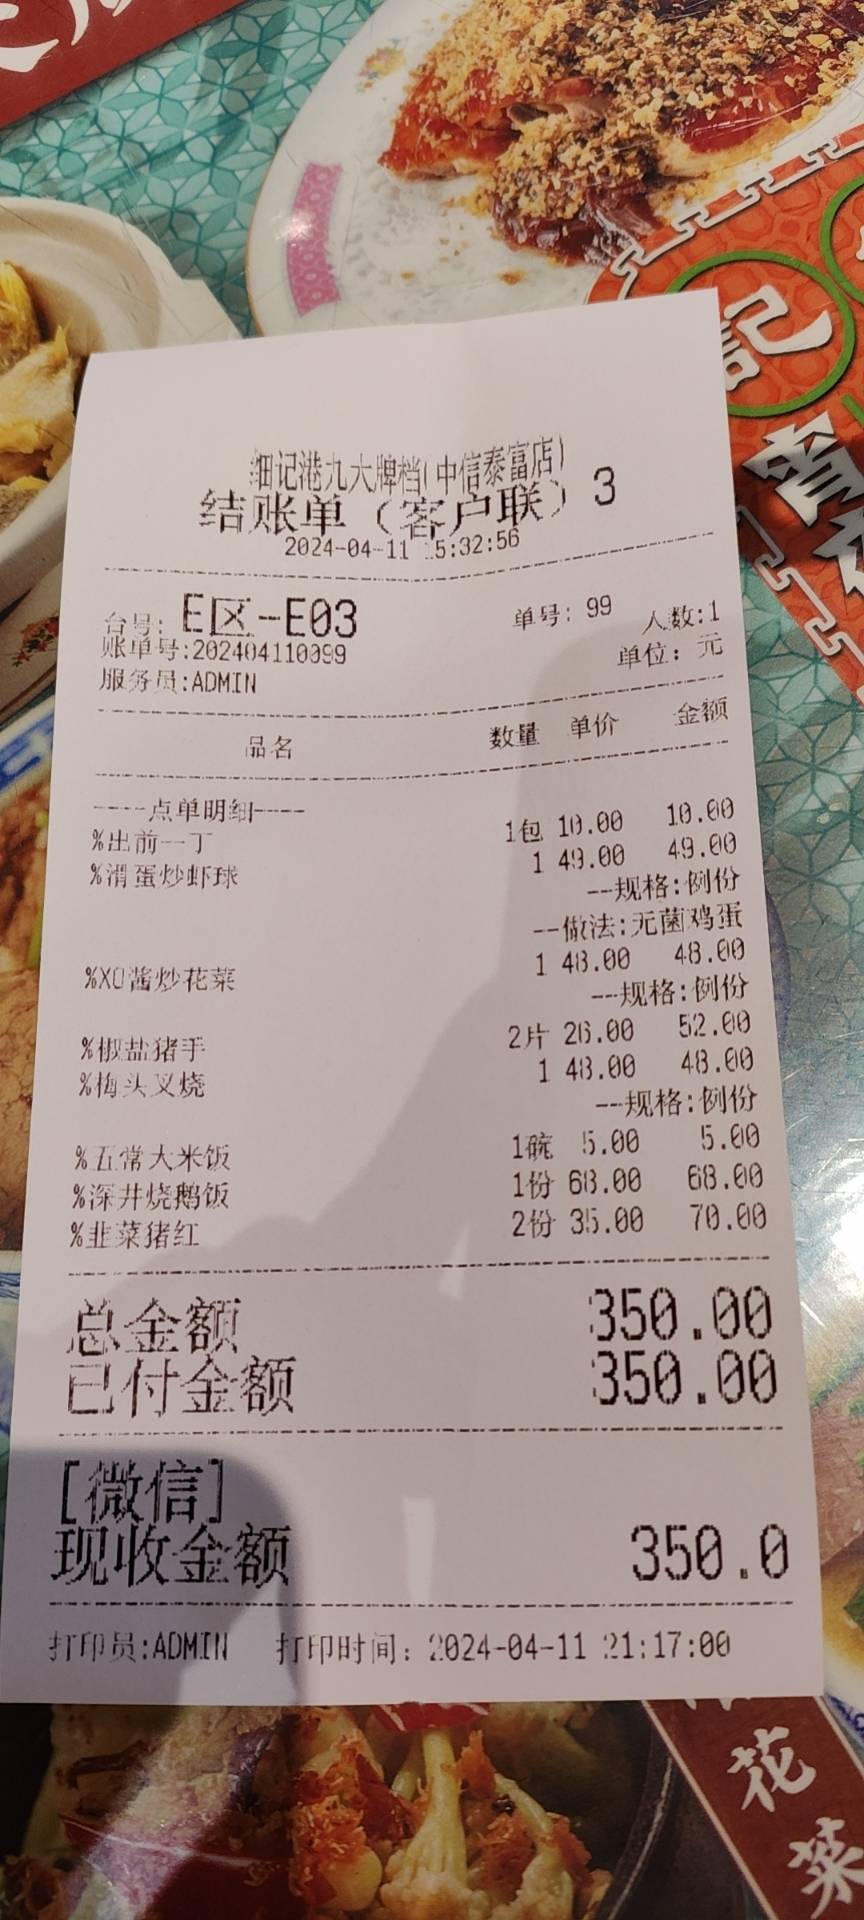 记
宵
细记港九大牌档(中信泰富店)
结账单（客户联）3
2024-04-11 15:32:56
台号: E区-E03 单号: 99 人数:1
账单号:202404110099 单位: 元
服务员:ADMIN
品名 数量 单价 金额
----点单明细----
%出前一丁 1包 10.00 10.00
%滑蛋炒虾球 1 49.00 49.00
--规格:例份
--做法:无菌鸡蛋
%XO酱炒花菜 1 48.00 48.00
--规格:例份
%椒盐猪手 2片 26.00 52.00
%梅头叉烧 1 48.00 48.00
--规格:例份
%五常大米饭 1碗 5.00 5.00
%深井烧鹅饭 1份 68.00 68.00
%韭菜猪红 2份 35.00 70.00
总金额 350.00
已付金额 350.00
[微信]
现收金额 350.0
打印员:ADMIN 打印时间: 2024-04-11 21:17:00
花菜